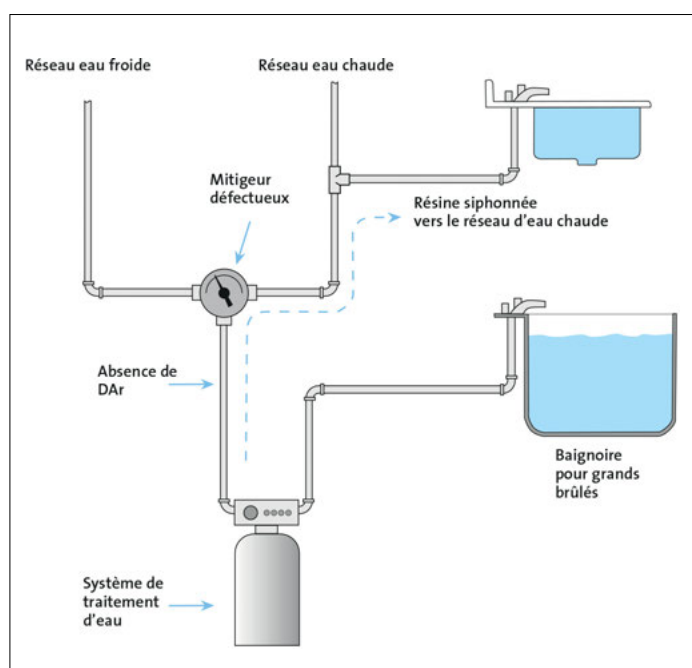 Réseau eau froide
Réseau eau chaude
Mitigeur
défectueux
Résine siphonnée
vers le réseau d'eau chaude
Absence de
DAr
Baignoire
pour grands
brûlés
Système de
traitement
d'eau